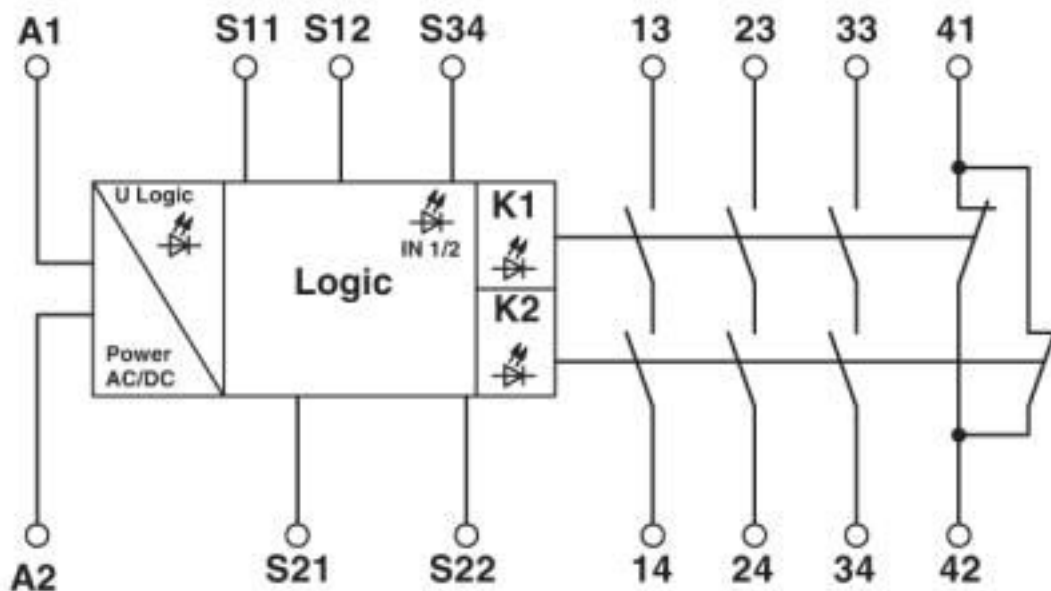 A1 S11 S12 S34 13 23 33 41
U Logic
K1
IN 1/2
Logic
K2
Power
AC/DC
A2 S21 S22 14 24 34 42